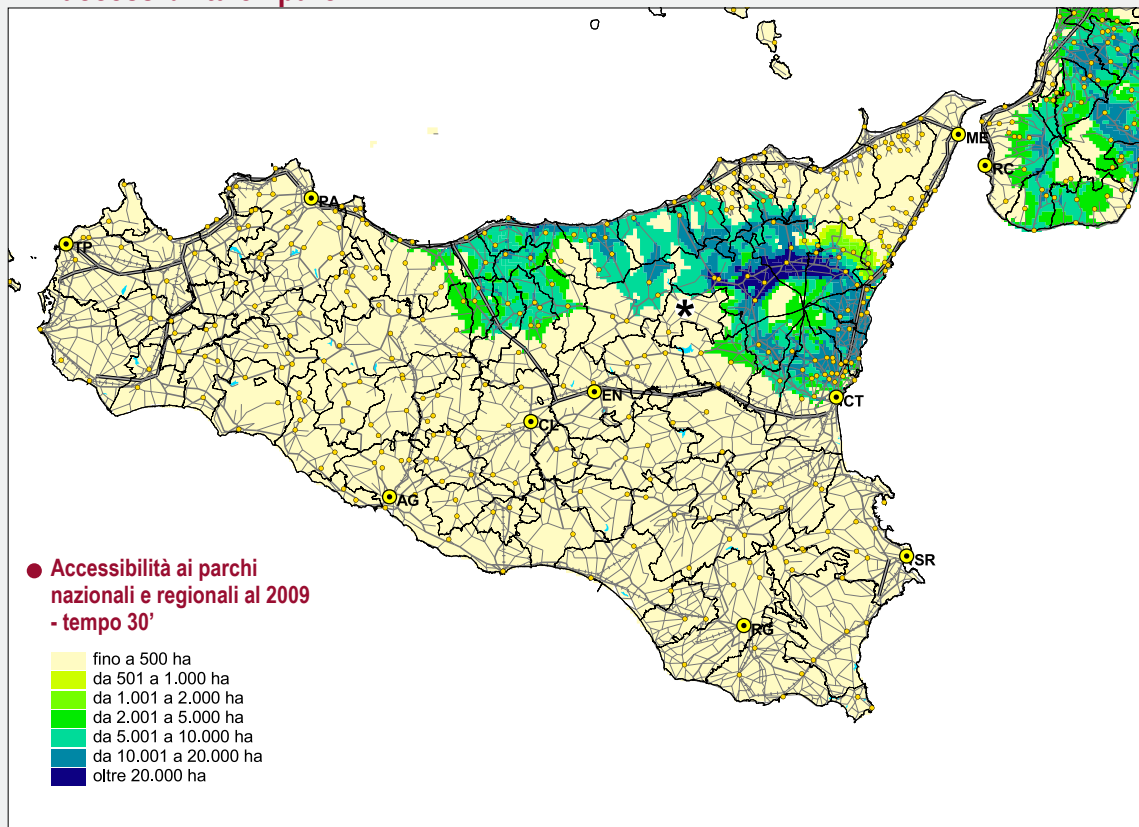 ME
RC
PA
TP
*
EN
CT
CL
AG
SR
RG
Accessibilità ai parchi
nazionali e regionali al 2009
- tempo 30’
fino a 500 ha
da 501 a 1.000 ha
da 1.001 a 2.000 ha
da 2.001 a 5.000 ha
da 5.001 a 10.000 ha
da 10.001 a 20.000 ha
oltre 20.000 ha